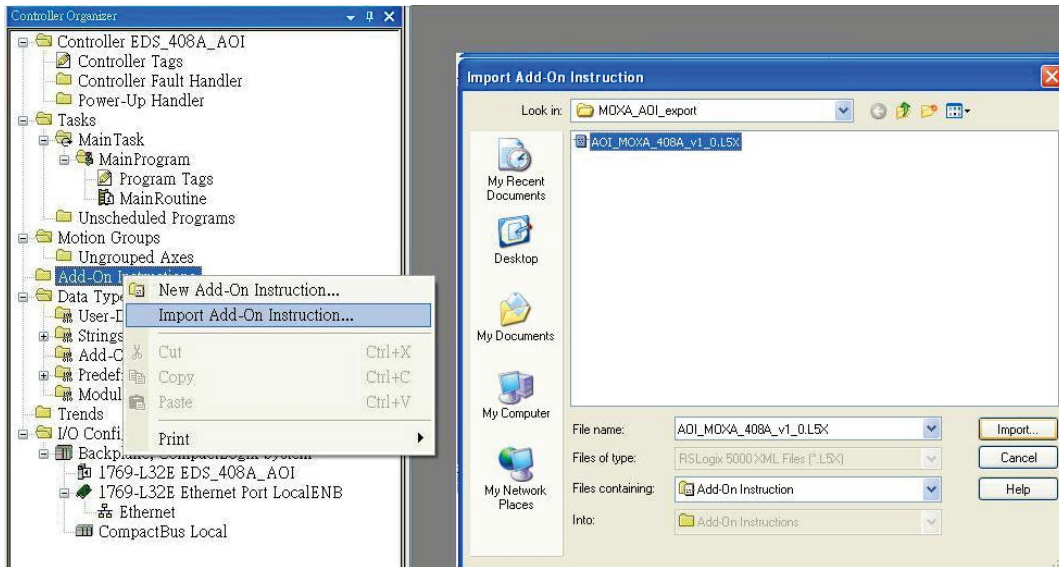 Controller Organizer
Controller EDS_408A_AOI
Controller Tags
Controller Fault Handler
Power-Up Handler
Tasks
MainTask
MainProgram
Program Tags
MainRoutine
Unscheduled Programs
Motion Groups
Ungrouped Axes
Add-On Instructions
Data Type
User-D
Strings
Add-O
Predef
Modul
Trends
I/O Confi
Backplane, CompactLogix System
1769-L32E EDS_408A_AOI
1769-L32E Ethernet Port LocalENB
Ethernet
CompactBus Local
New Add-On Instruction...
Import Add-On Instruction...
Cut Ctrl+X
Copy Ctrl+C
Paste Ctrl+V
Print
Import Add-On Instruction
Look in: MOXA_AOI_export
AOI_MOXA_408A_v1_0.L5X
My Recent
Documents
Desktop
My Documents
My Computer
My Network
Places
File name: AOI_MOXA_408A_v1_0.L5X Import...
Files of type: RSLogix 5000 XML Files (*.L5X) Cancel
Files containing: Add-On Instruction Help
Into: Add-On Instructions